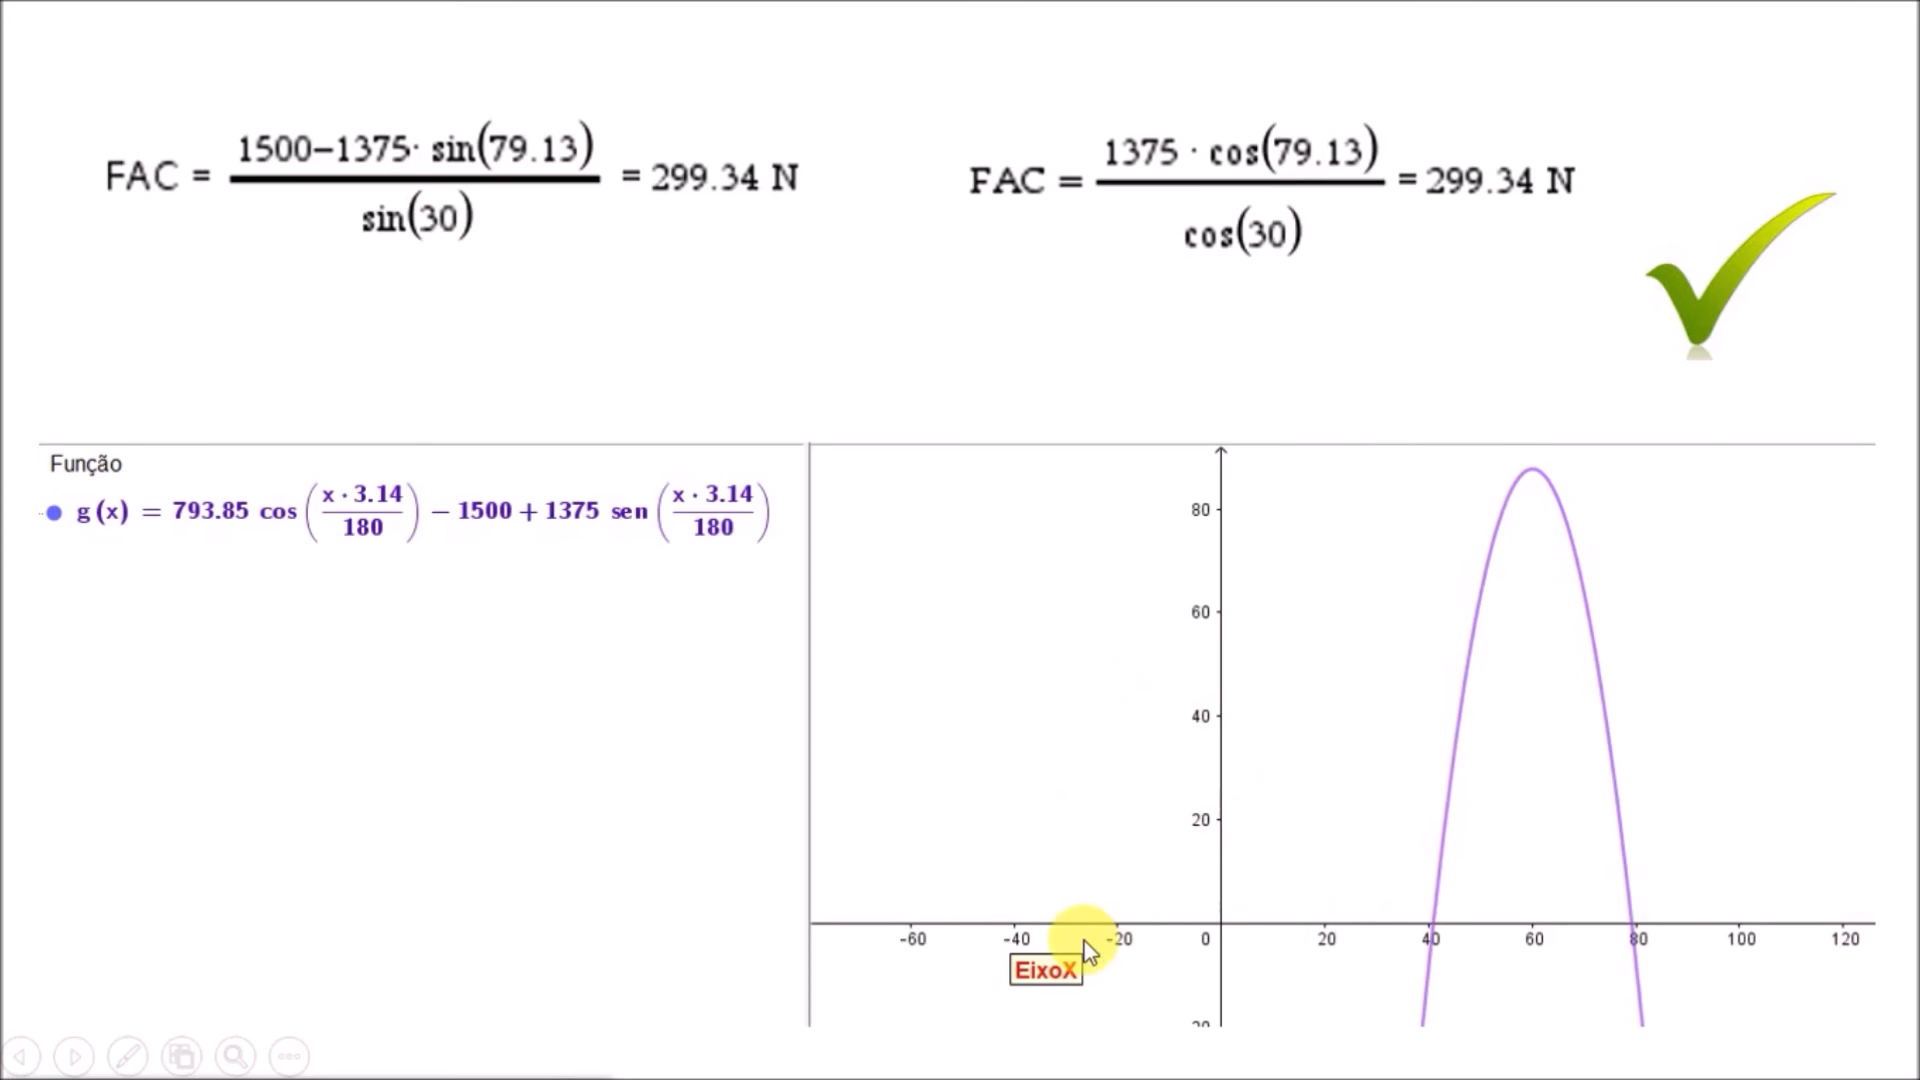 FAC = 1500−1375· sin(79.13) / sin(30) = 299.34 N
FAC = 1375 · cos(79.13) / cos(30) = 299.34 N
Função
g(x) = 793.85 cos (x · 3.14 / 180) − 1500 + 1375 sen (x · 3.14 / 180)
80
60
40
20
-60 -40 -20 0 20 40 60 80 100 120
EixoX